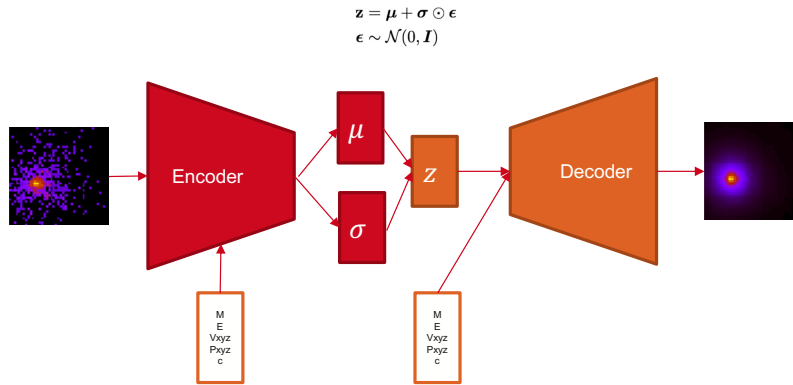 z = μ + σ ⊙ ϵ
ϵ ∼ 𝒩(0, I)
μ
Encoder
z
Decoder
σ
M
E
Vxyz
Pxyz
c
M
E
Vxyz
Pxyz
c